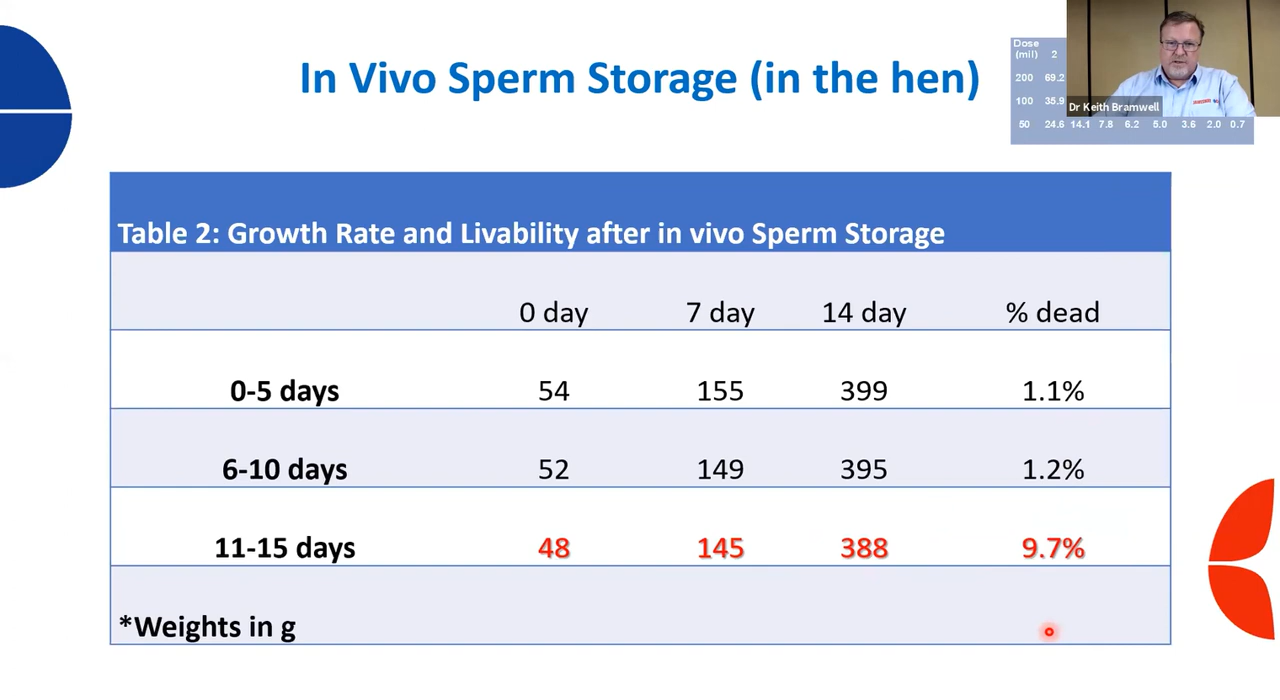 In Vivo Sperm Storage (in the hen)
Dose
(mil) 2
200 69.2
100 35.9
50 24.6 14.1 7.8 6.2 5.0 3.6 2.0 0.7
Dr Keith Bramwell
Table 2: Growth Rate and Livability after in vivo Sperm Storage
0 day 7 day 14 day % dead
0-5 days 54 155 399 1.1%
6-10 days 52 149 395 1.2%
11-15 days 48 145 388 9.7%
*Weights in g